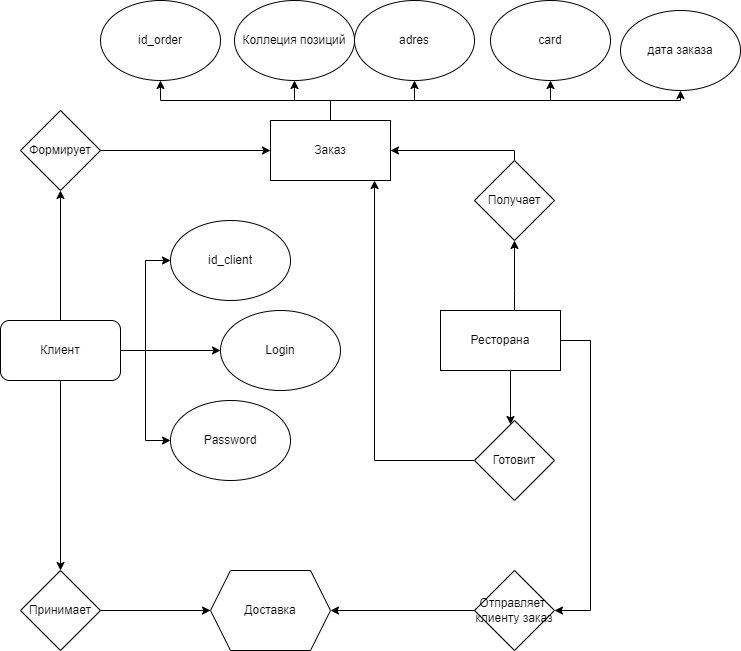 id_order
Коллеция позиций
adres
card
дата заказа
Формирует
Заказ
Получает
id_client
Клиент
Login
Ресторана
Password
Готовит
Принимает
Доставка
Отправляет
клиенту заказ